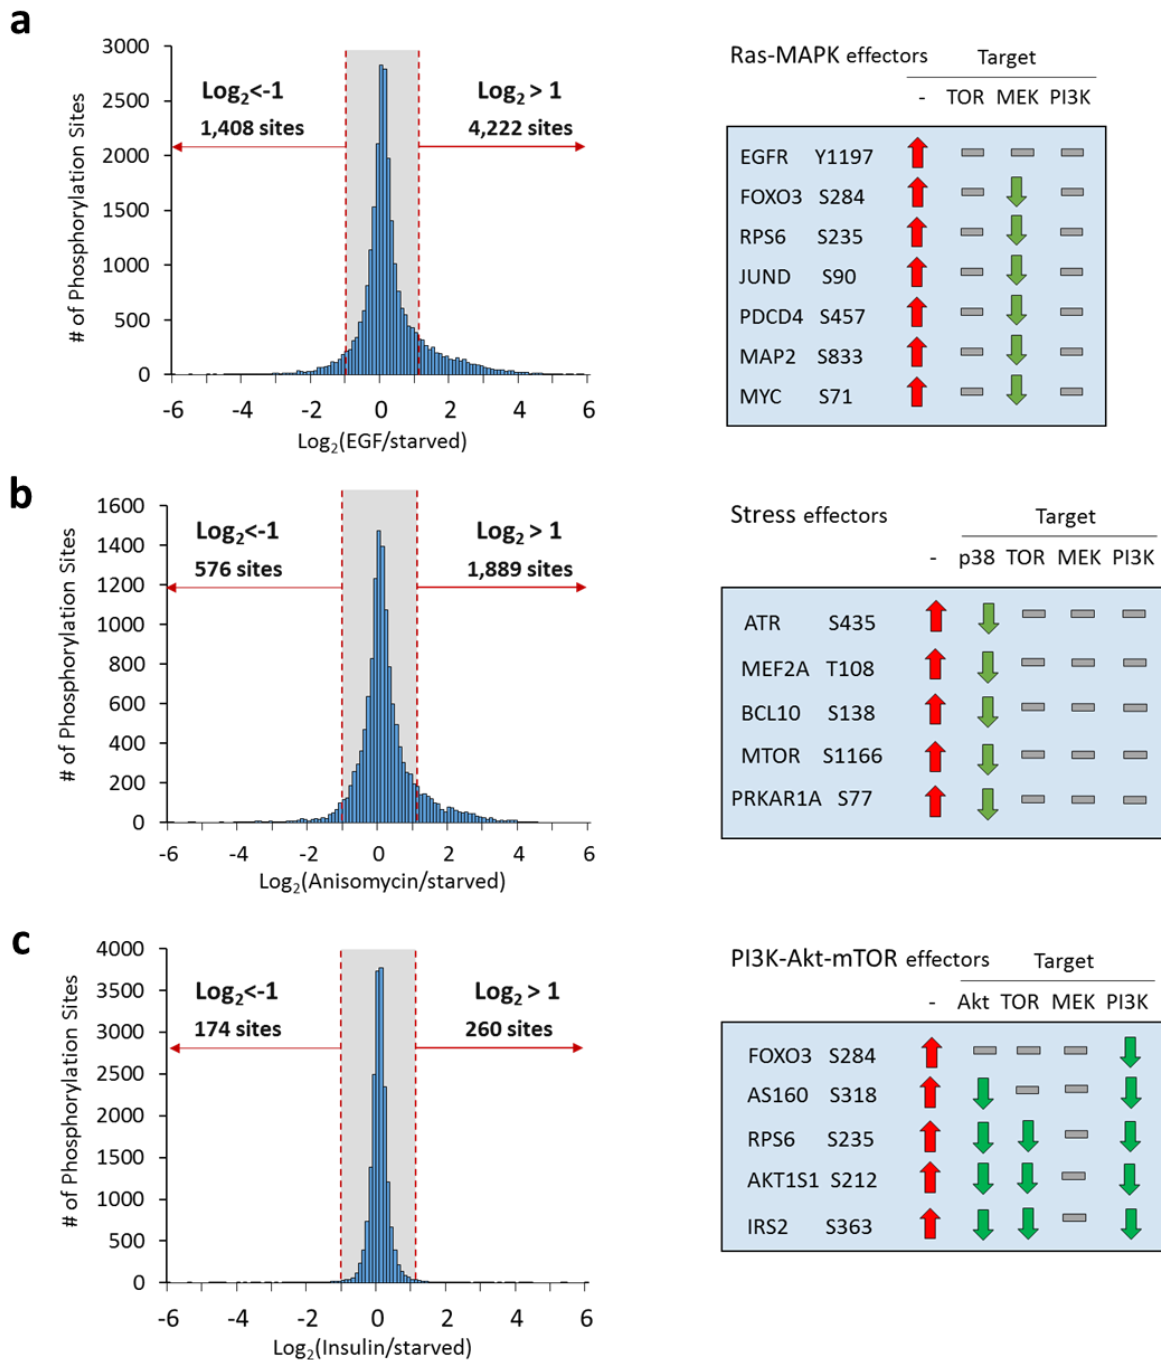 a
3000
2500
2000
1500
1000
500
0
# of Phosphorylation Sites
Log2<-1
1,408 sites
Log2 > 1
4,222 sites
-6 -4 -2 0 2 4 6
Log2(EGF/starved)
Ras-MAPK effectors Target
- TOR MEK PI3K
EGFR Y1197
FOXO3 S284
RPS6 S235
JUND S90
PDCD4 S457
MAP2 S833
MYC S71
b
1600
1400
1200
1000
800
600
400
200
0
# of Phosphorylation Sites
Log2<-1
576 sites
Log2 > 1
1,889 sites
-6 -4 -2 0 2 4 6
Log2(Anisomycin/starved)
Stress effectors Target
- p38 TOR MEK PI3K
ATR S435
MEF2A T108
BCL10 S138
MTOR S1166
PRKAR1A S77
c
4000
3500
3000
2500
2000
1500
1000
500
0
# of Phosphorylation Sites
Log2<-1
174 sites
Log2 > 1
260 sites
-6 -4 -2 0 2 4 6
Log2(Insulin/starved)
PI3K-Akt-mTOR effectors Target
- Akt TOR MEK PI3K
FOXO3 S284
AS160 S318
RPS6 S235
AKT1S1 S212
IRS2 S363